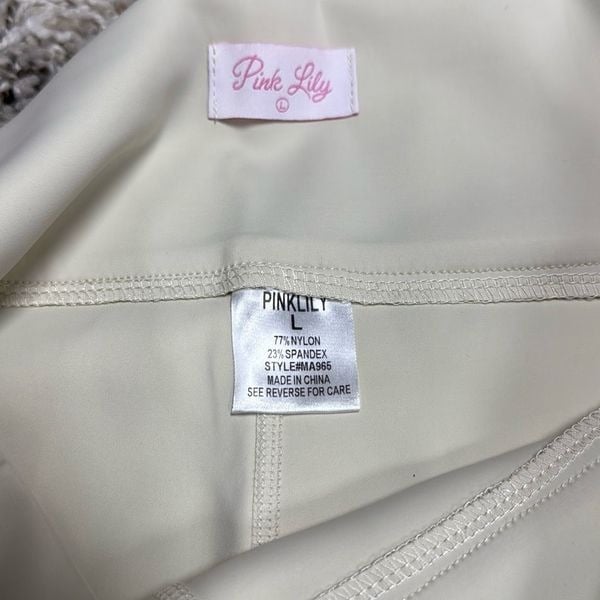 Pink Lily
L
PINKLILY
L
77%NYLON
23%SPANDEX
STYLE#MA965
MADE IN CHINA
SEE REVERSE FOR CARE